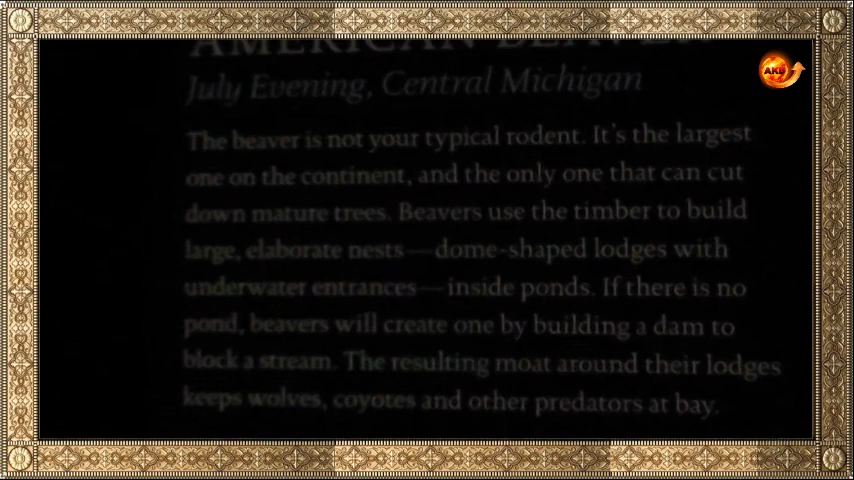 AMERICAN BEAVER
July Evening, Central Michigan
AKB
The beaver is not your typical rodent. It's the largest
one on the continent, and the only one that can cut
down mature trees. Beavers use the timber to build
large, elaborate nests—dome-shaped lodges with
underwater entrances—inside ponds. If there is no
pond, beavers will create one by building a dam to
block a stream. The resulting moat around their lodges
keeps wolves, coyotes and other predators at bay.